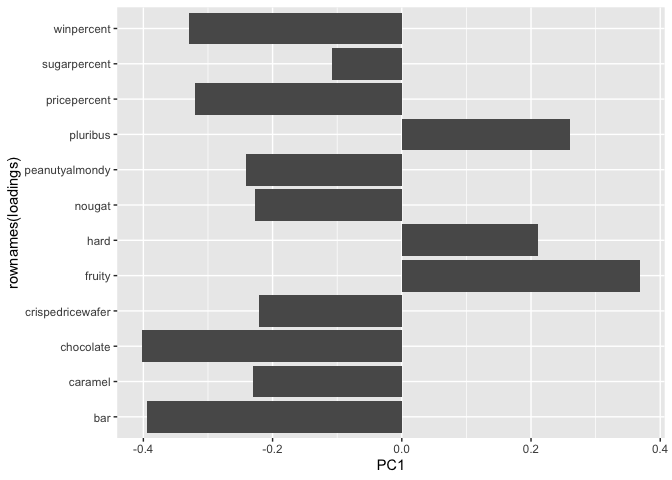 winpercent
sugarpercent
pricepercent
pluribus
peanutyalmondy
nougat
hard
fruity
crispedricewafer
chocolate
caramel
bar
rownames(loadings)
-0.4 -0.2 0.0 0.2 0.4
PC1